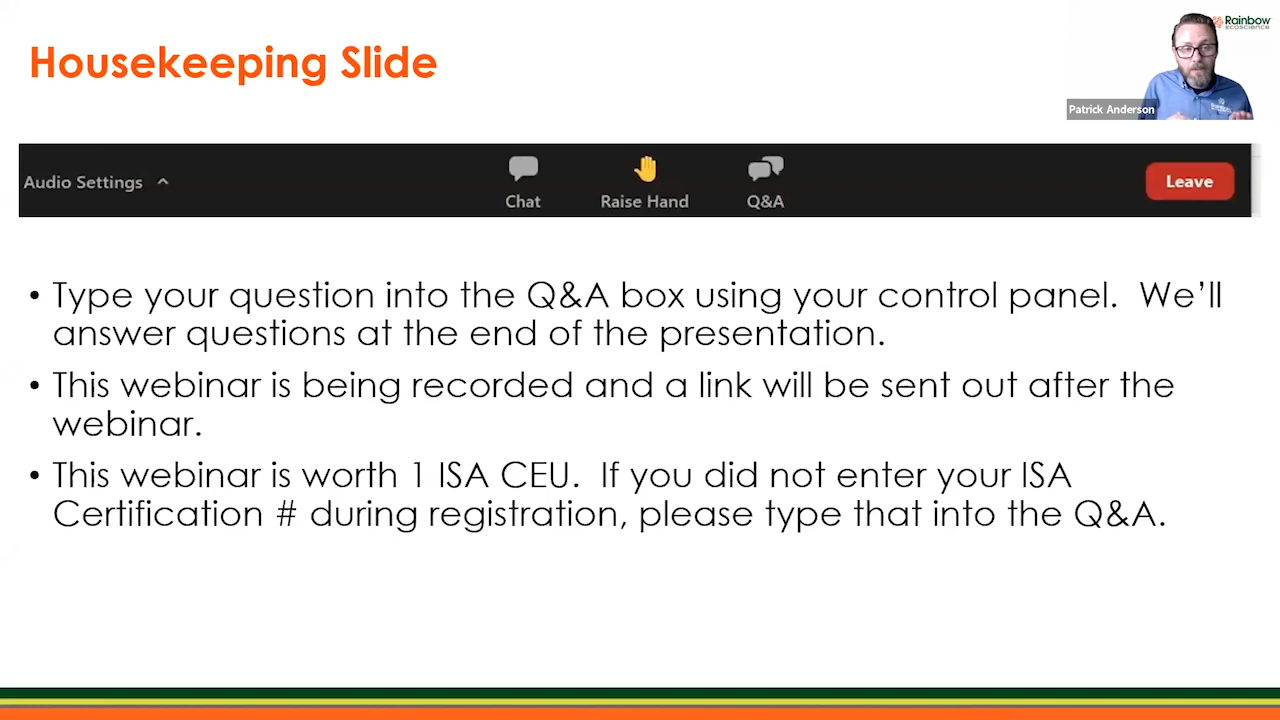 Housekeeping Slide
Rainbow
ecoscience
Patrick Anderson
Audio Settings
Chat
Raise Hand
Q&A
Leave
• Type your question into the Q&A box using your control panel.  We’ll
answer questions at the end of the presentation.
• This webinar is being recorded and a link will be sent out after the
webinar.
• This webinar is worth 1 ISA CEU.  If you did not enter your ISA
Certification # during registration, please type that into the Q&A.